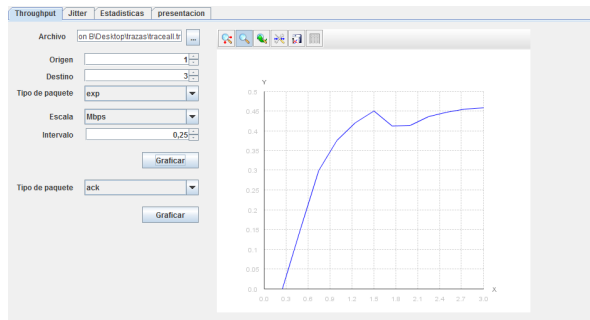 Throughput Jitter Estadisticas presentacion
Archivo on B\Desktop\trazas\traceall.tr ...
Origen 1
Destino 3
Tipo de paquete exp
Escala Mbps
Intervalo 0,25
Graficar
Tipo de paquete ack
Graficar
Y
0.5
0.45
0.4
0.35
0.3
0.25
0.2
0.15
0.1
0.05
0.0
X
0.0 0.3 0.6 0.9 1.2 1.5 1.8 2.1 2.4 2.7 3.0